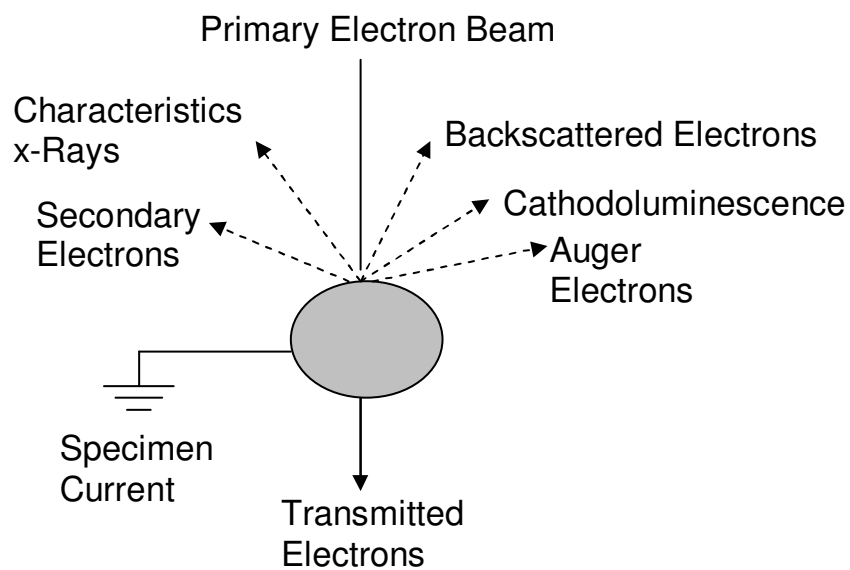 Primary Electron Beam
Characteristics
x-Rays
Backscattered Electrons
Secondary
Electrons
Cathodoluminescence
Auger
Electrons
Specimen
Current
Transmitted
Electrons